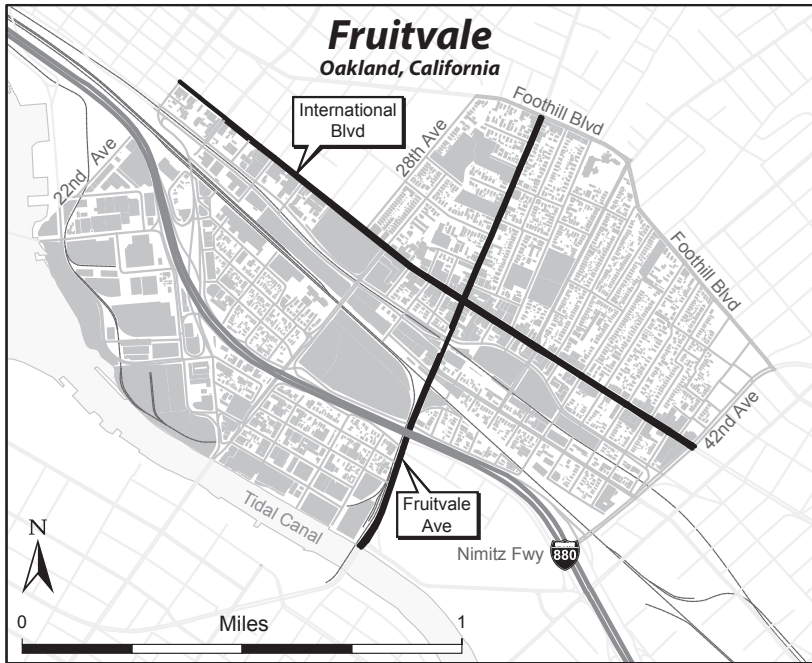 Fruitvale
Oakland, California
International
Blvd
Foothill Blvd
28th Ave
22nd Ave
Foothill Blvd
42nd Ave
Fruitvale
Ave
Tidal Canal
Nimitz Fwy
880
N
0 Miles 1